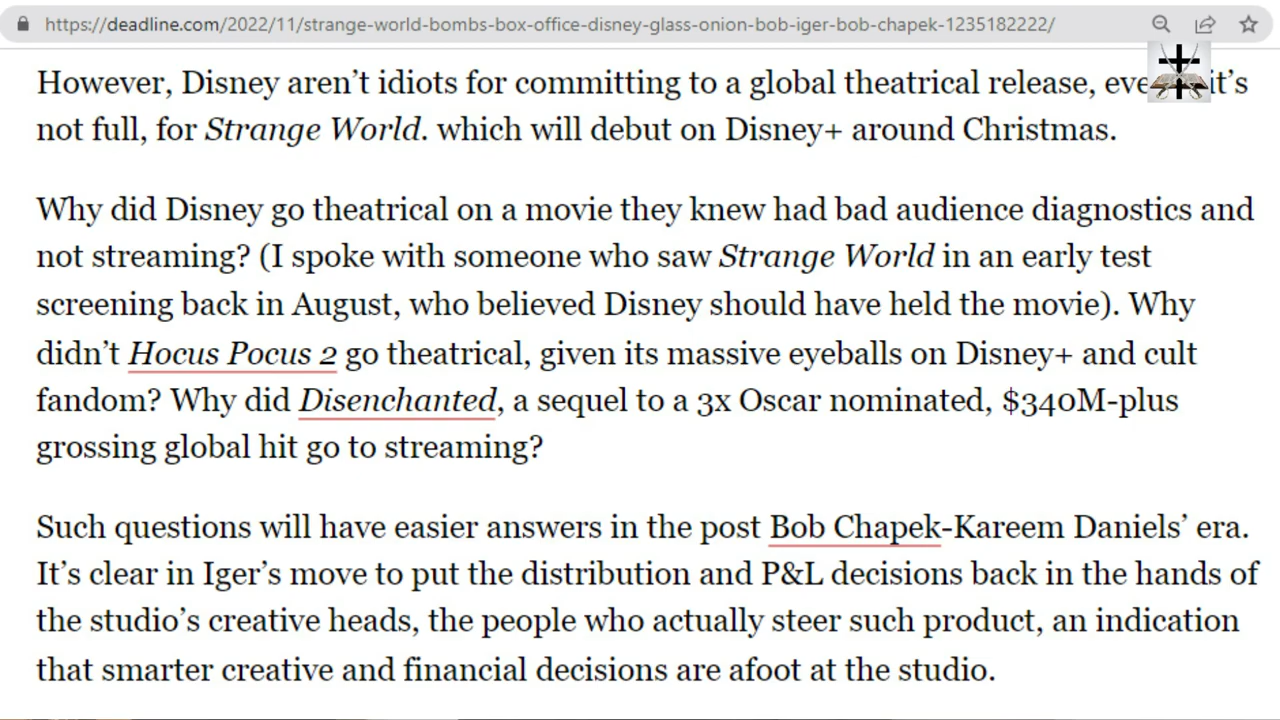 https://deadline.com/2022/11/strange-world-bombs-box-office-disney-glass-onion-bob-iger-bob-chapek-1235182222/
However, Disney aren’t idiots for committing to a global theatrical release, it’s
not full, for Strange World. which will debut on Disney+ around Christmas.
Why did Disney go theatrical on a movie they knew had bad audience diagnostics and
not streaming? (I spoke with someone who saw Strange World in an early test
screening back in August, who believed Disney should have held the movie). Why
didn’t Hocus Pocus 2 go theatrical, given its massive eyeballs on Disney+ and cult
fandom? Why did Disenchanted, a sequel to a 3x Oscar nominated, $340M-plus
grossing global hit go to streaming?
Such questions will have easier answers in the post Bob Chapek-Kareem Daniels’ era.
It’s clear in Iger’s move to put the distribution and P&L decisions back in the hands of
the studio’s creative heads, the people who actually steer such product, an indication
that smarter creative and financial decisions are afoot at the studio.